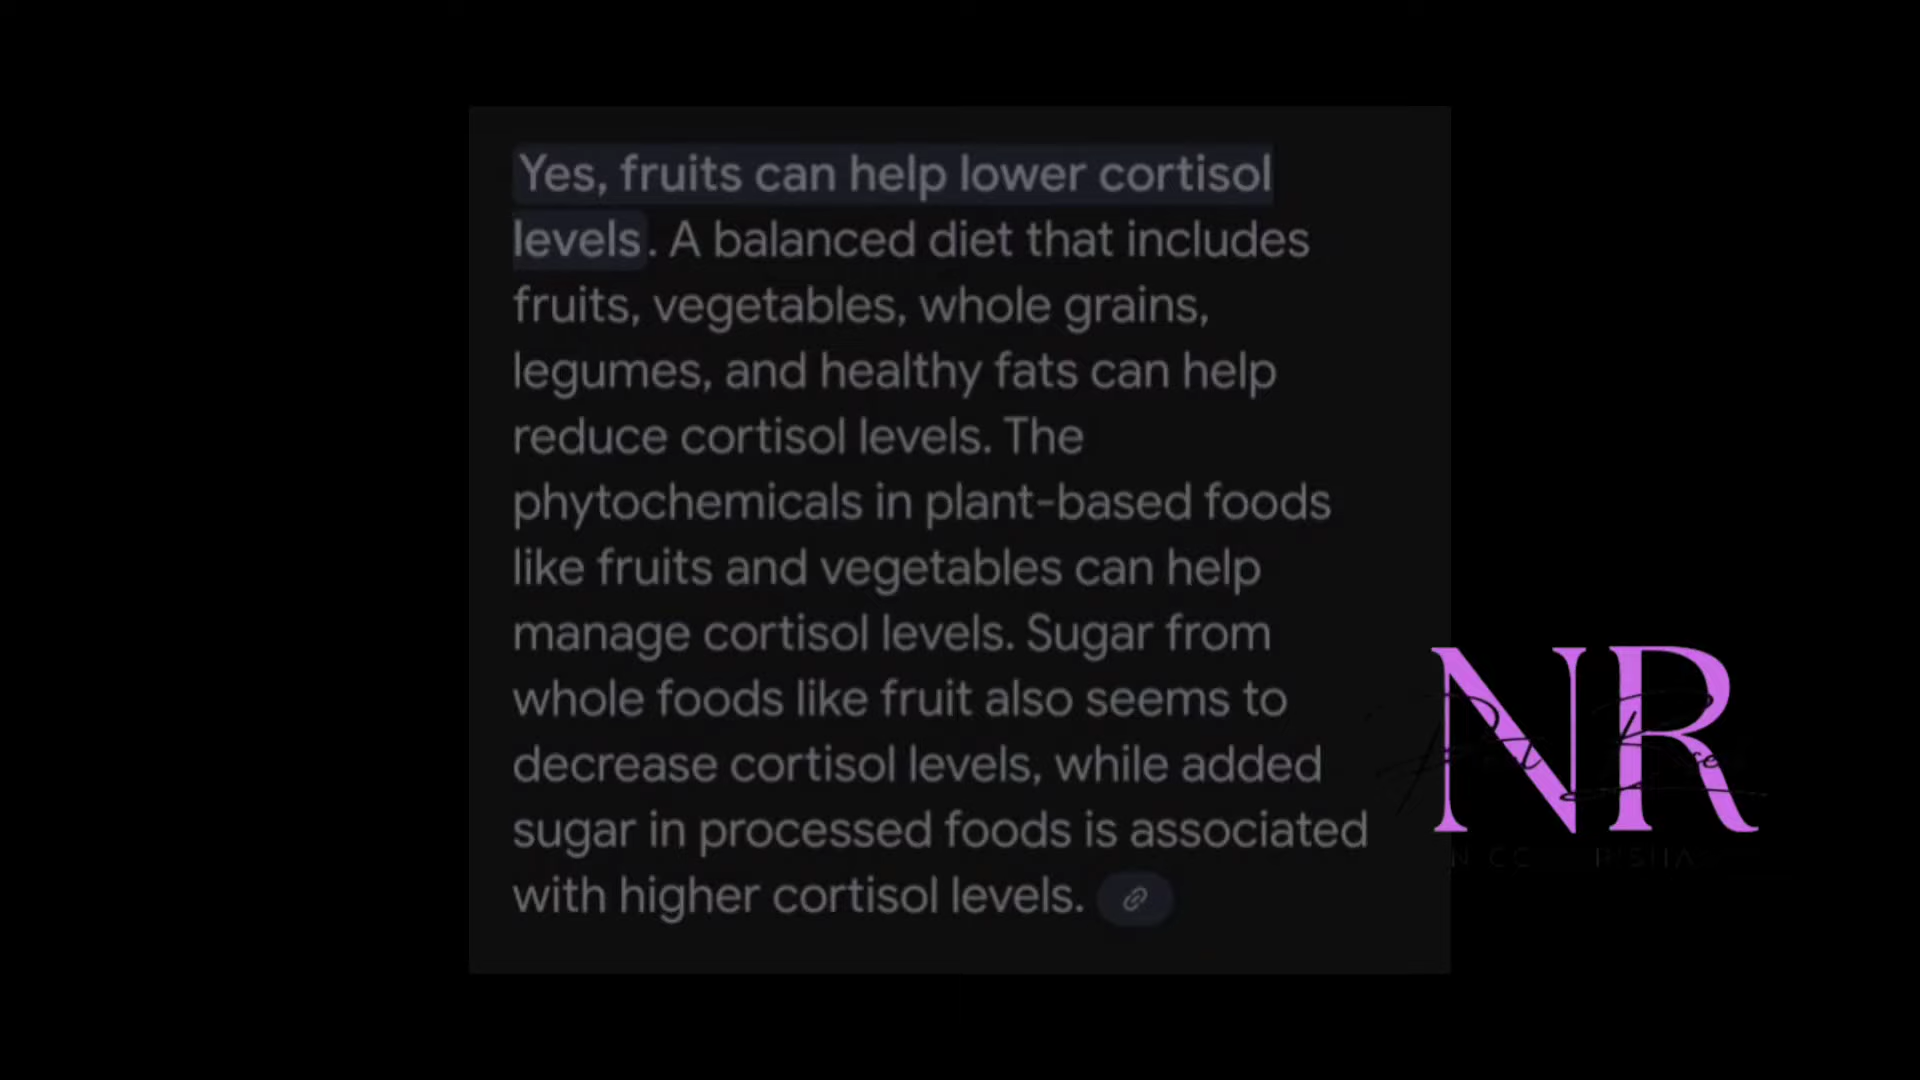 Yes, fruits can help lower cortisol
levels. A balanced diet that includes
fruits, vegetables, whole grains,
legumes, and healthy fats can help
reduce cortisol levels. The
phytochemicals in plant-based foods
like fruits and vegetables can help
manage cortisol levels. Sugar from
whole foods like fruit also seems to
decrease cortisol levels, while added
sugar in processed foods is associated
with higher cortisol levels.
NR